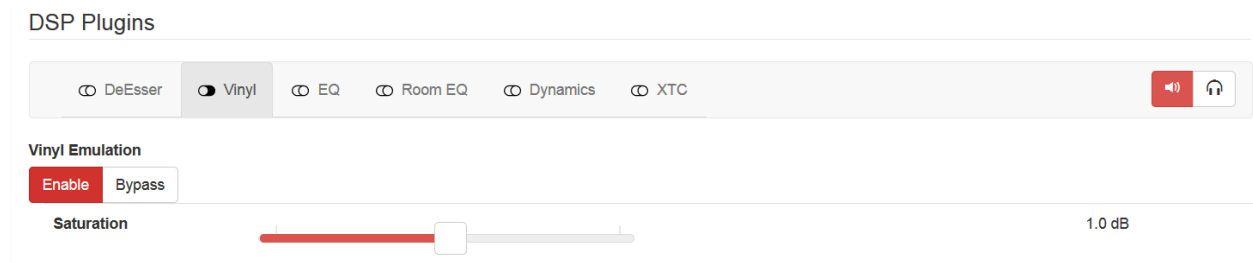 DSP Plugins
DeEsser Vinyl EQ Room EQ Dynamics XTC
Vinyl Emulation
Enable Bypass
Saturation 1.0 dB